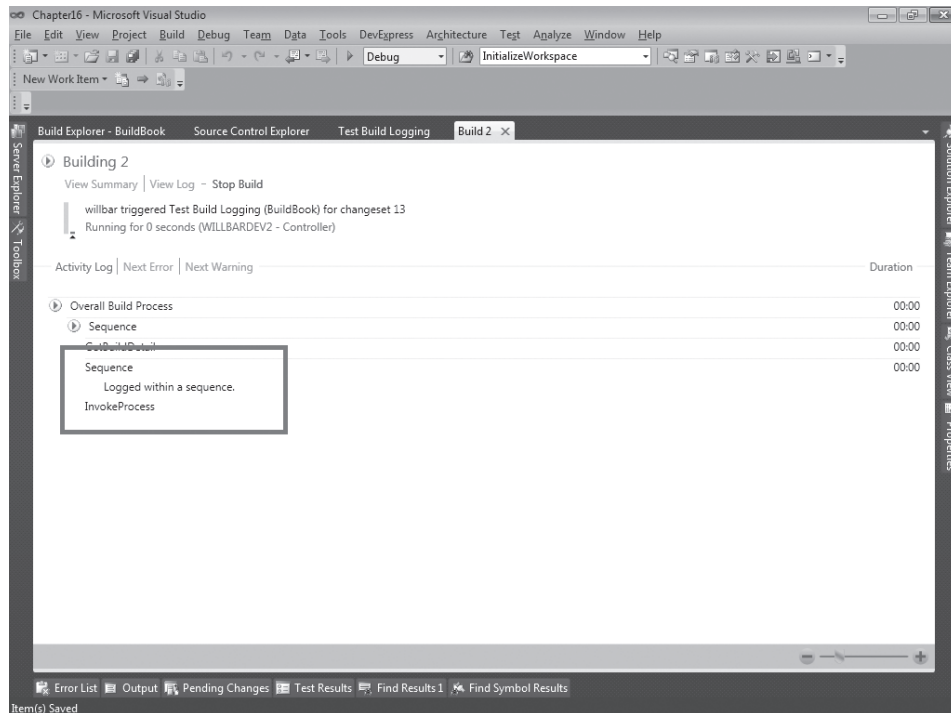 Chapter16 - Microsoft Visual Studio
File Edit View Project Build Debug Team Data Tools DevExpress Architecture Test Analyze Window Help
Debug InitializeWorkspace
New Work Item
Build Explorer - BuildBook Source Control Explorer Test Build Logging Build 2
Server Explorer
Toolbox
Building 2
View Summary | View Log - Stop Build
willbar triggered Test Build Logging (BuildBook) for changeset 13
Running for 0 seconds (WILLBARDEV2 - Controller)
Activity Log | Next Error | Next Warning Duration
Overall Build Process 00:00
Sequence 00:00
GetBuildDetail 00:00
Sequence 00:00
Logged within a sequence.
InvokeProcess
Solution Explorer
Team Explorer
Class View
Properties
Error List Output Pending Changes Test Results Find Results 1 Find Symbol Results
Item(s) Saved